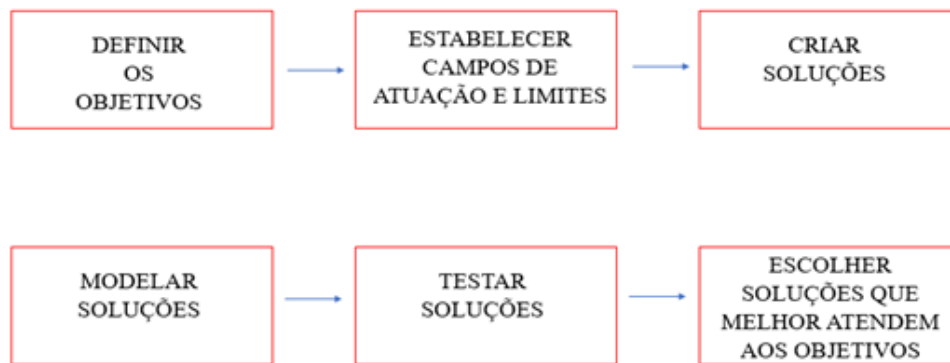 DEFINIR
OS
OBJETIVOS
ESTABELECER
CAMPOS DE
ATUAÇÃO E LIMITES
CRIAR
SOLUÇÕES
MODELAR
SOLUÇÕES
TESTAR
SOLUÇÕES
ESCOLHER
SOLUÇÕES QUE
MELHOR ATENDEM
AOS OBJETIVOS